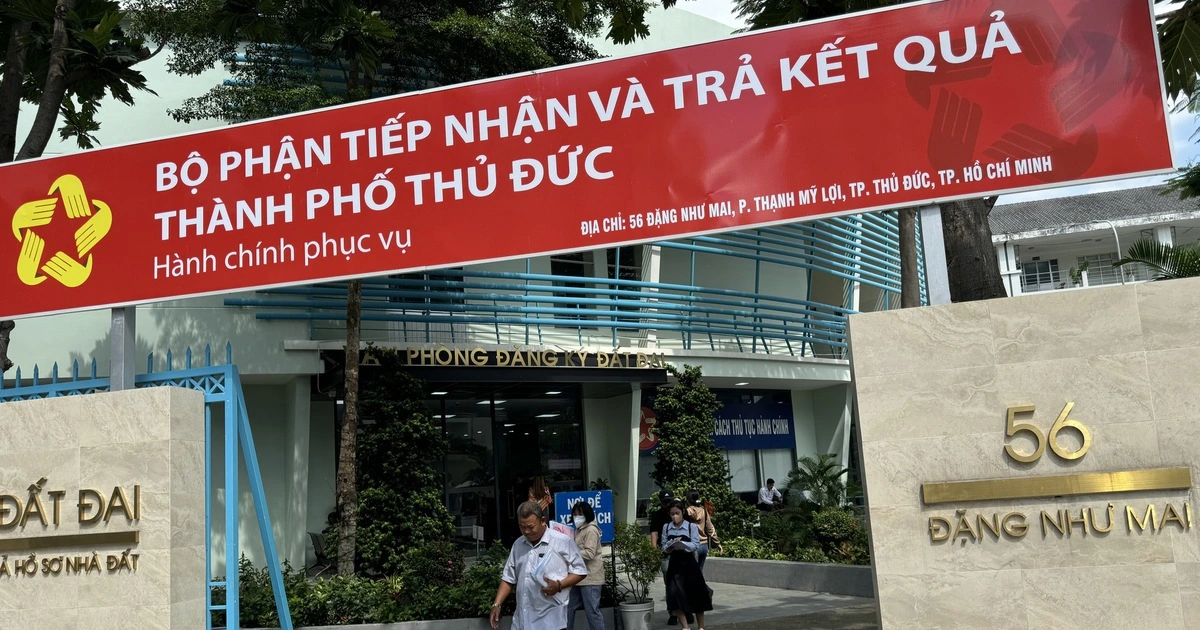 BỘ PHẬN TIẾP NHẬN VÀ TRẢ KẾT QUẢ
THÀNH PHỐ THỦ ĐỨC
Hành chính phục vụ
ĐỊA CHỈ: 56 ĐẶNG NHƯ MAI, P. THẠNH MỸ LỢI, TP. THỦ ĐỨC, TP. HỒ CHÍ MINH
PHÒNG ĐĂNG KÝ ĐẤT ĐAI
CÁCH THỦ TỤC HÀNH CHÍNH
NƠI ĐỂ
ĐẤT ĐAI
HỒ SƠ NHÀ ĐẤT
56
ĐẶNG NHƯ MAI